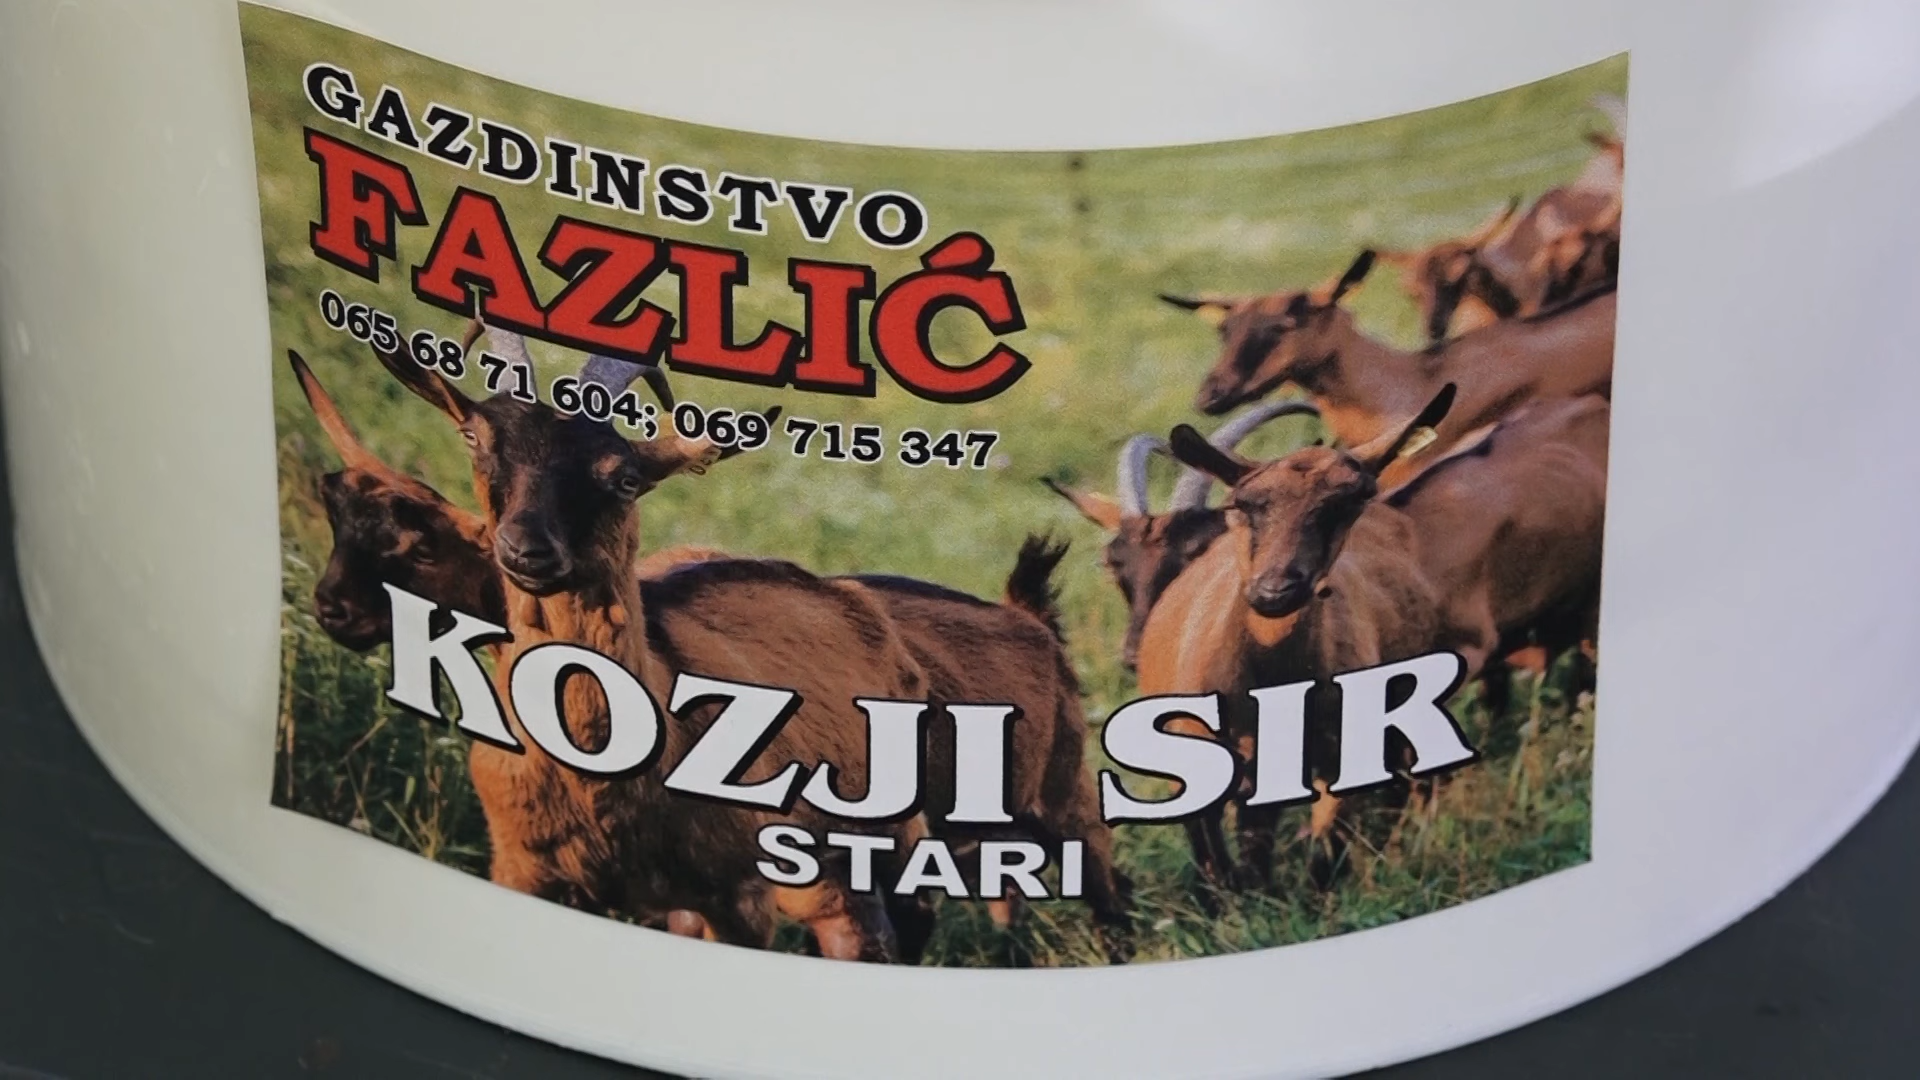 GAZDINSTVO
FAZLIĆ
065 68 71 604; 069 715 347
KOZJI SIR
STARI